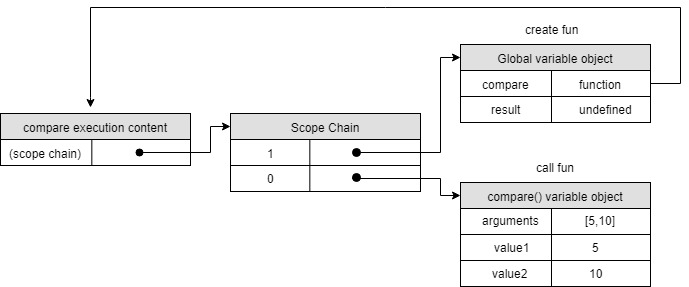 create fun
Global variable object
compare function
result undefined
compare execution content
(scope chain)
Scope Chain
1
0
call fun
compare() variable object
arguments [5,10]
value1 5
value2 10